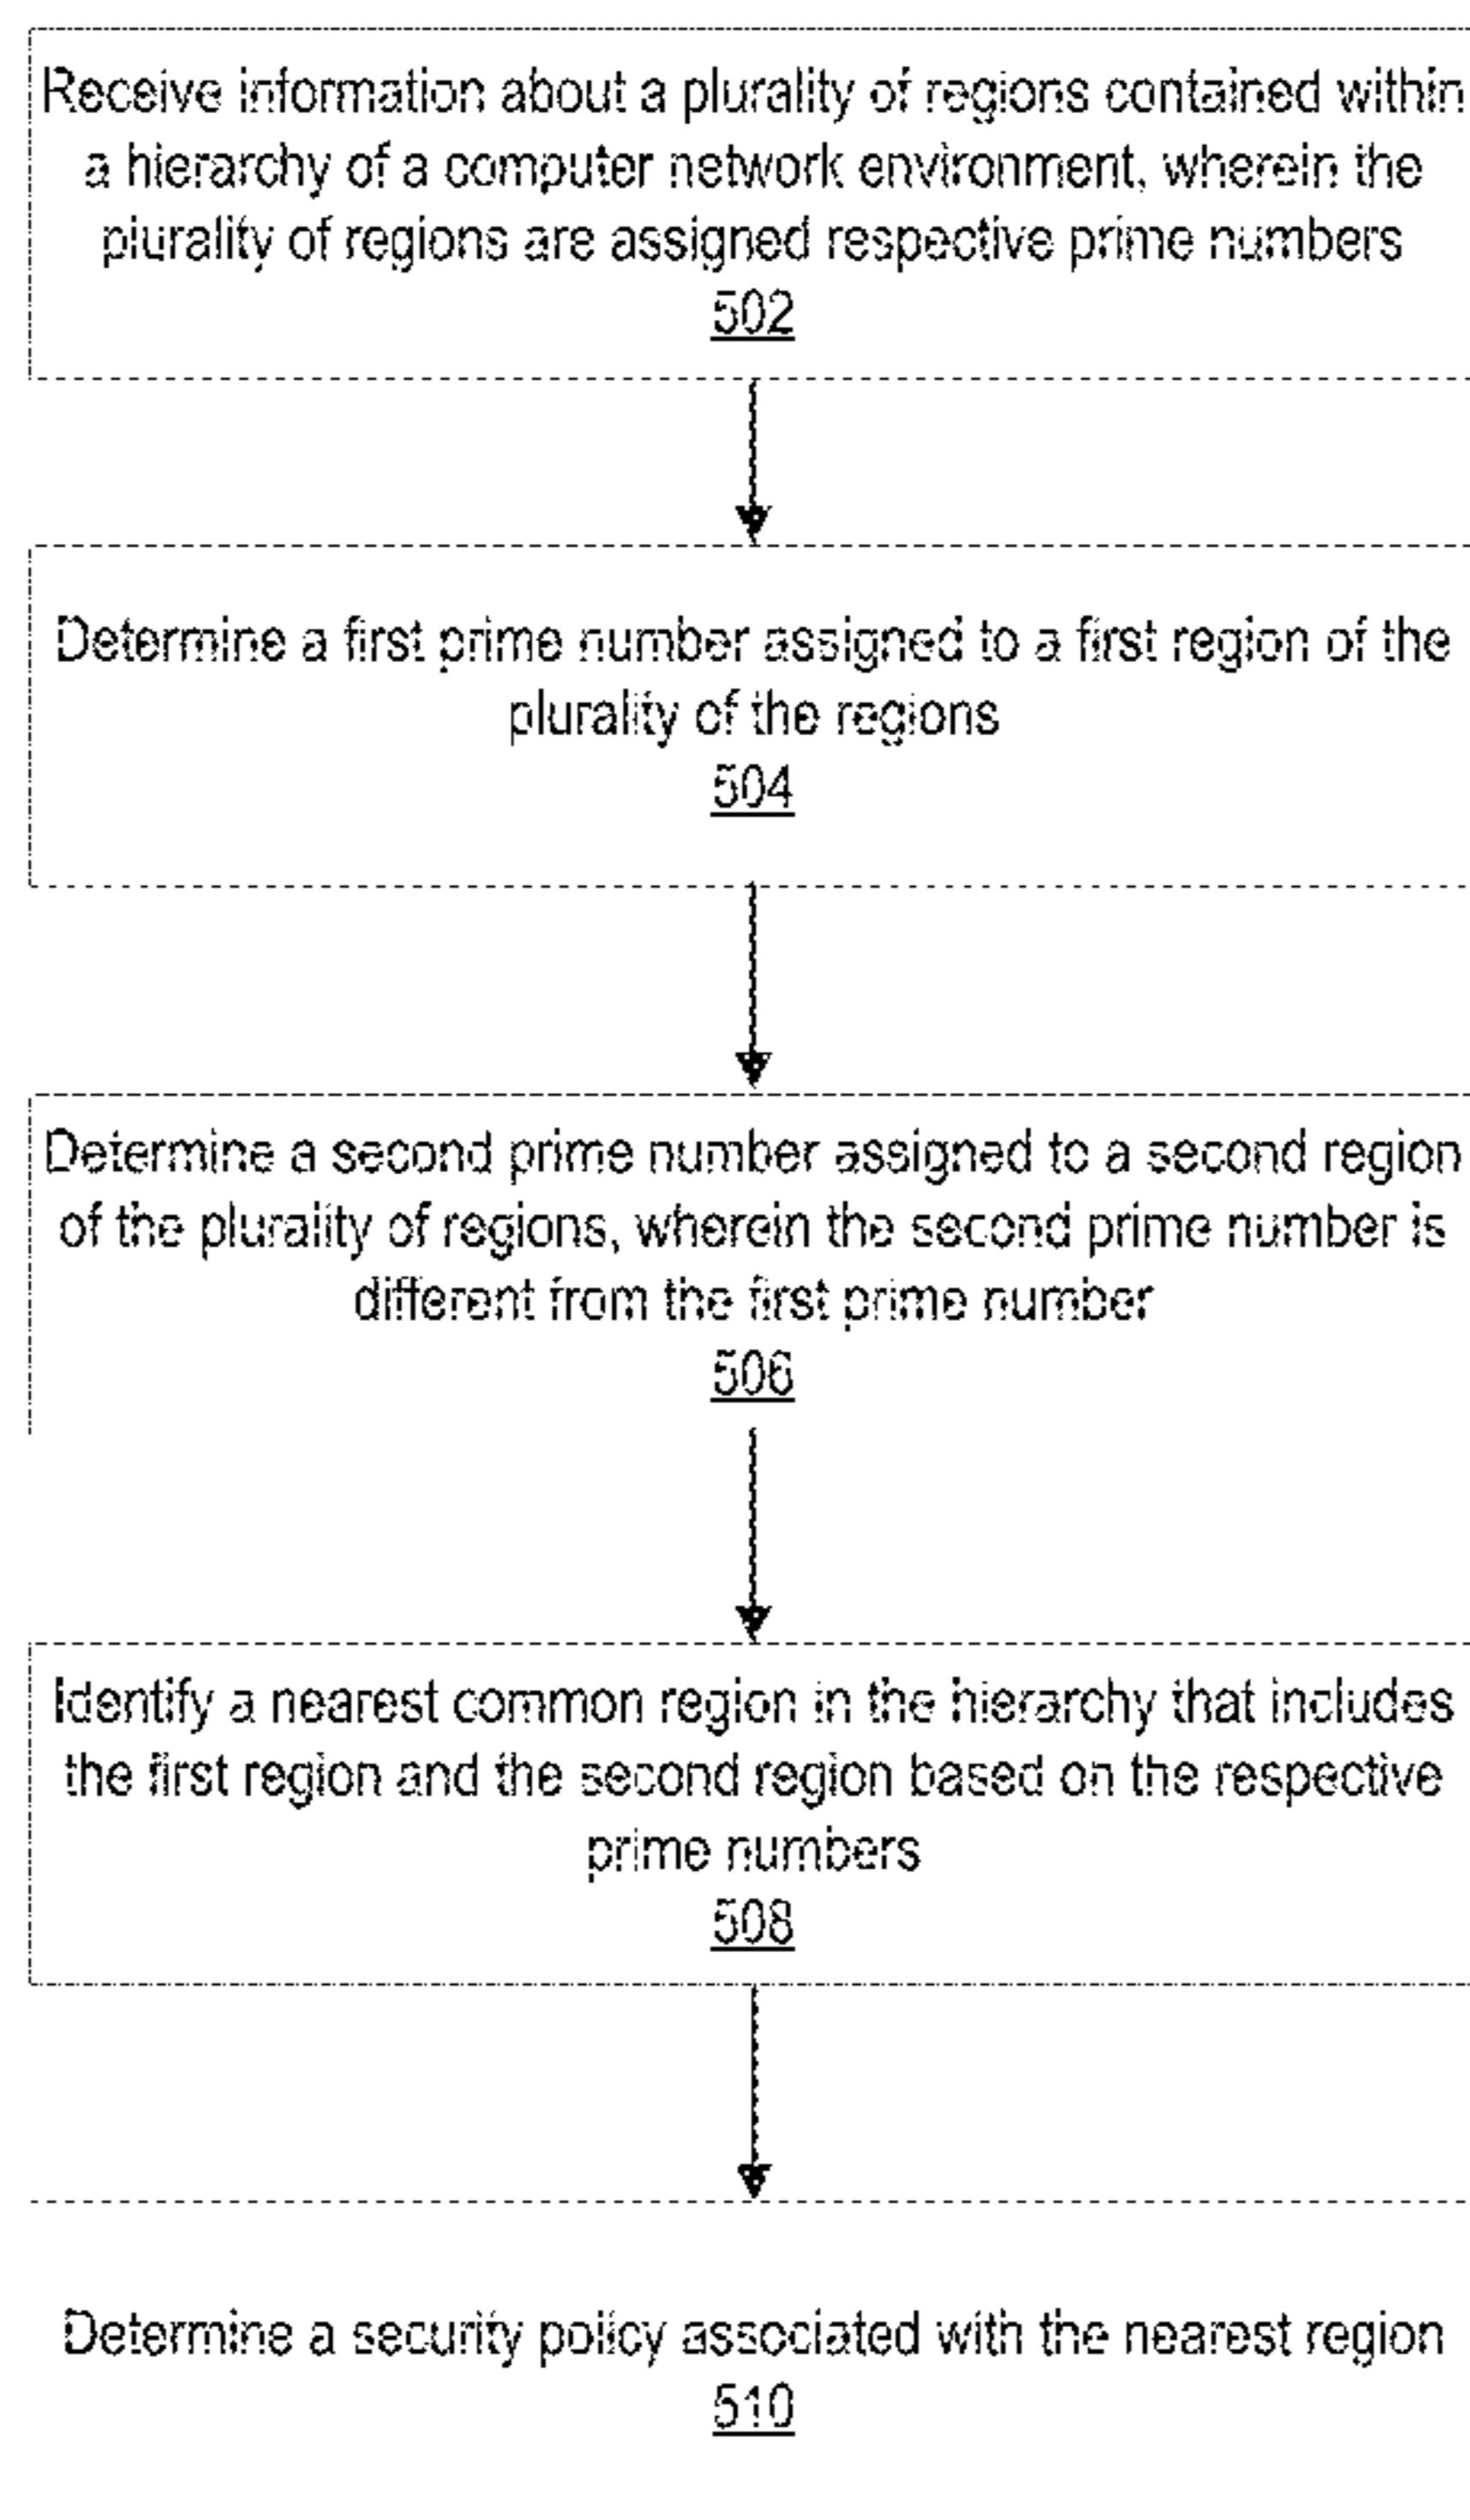 Receive information about a plurality of regions contained within
a hierarchy of a computer network environment, wherein the
plurality of regions are assigned respective prime numbers
502
Determine a first prime number assigned to a first region of the
plurality of the regions
504
Determine a second prime number assigned to a second region
of the plurality of regions, wherein the second prime number is
different from the first prime number
506
Identify a nearest common region in the hierarchy that includes
the first region and the second region based on the respective
prime numbers
508
Determine a security policy associated with the nearest region
510